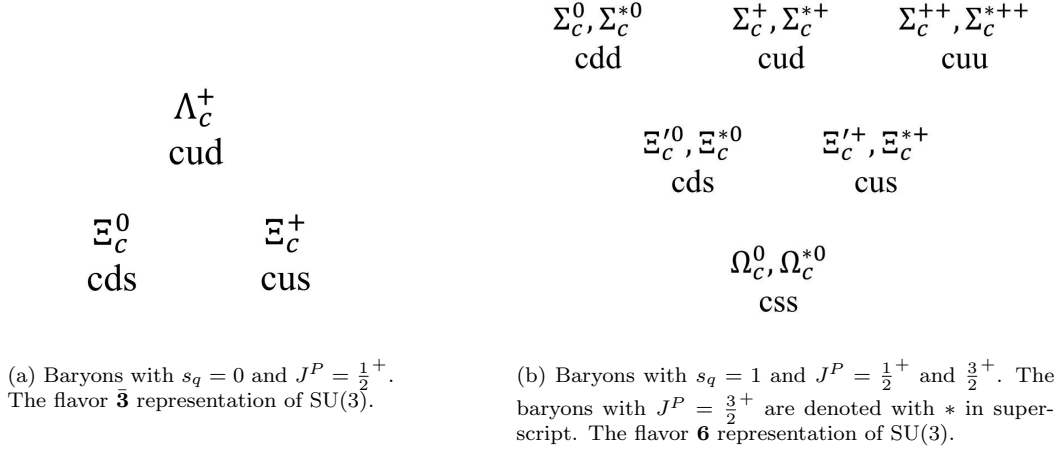 Λ_c^+
cud
Ξ_c^0 Ξ_c^+
cds cus
(a) Baryons with s_q = 0 and J^P = 1/2^+.
The flavor 3̄ representation of SU(3).
Σ_c^0, Σ_c^{*0} Σ_c^+, Σ_c^{*+} Σ_c^{++}, Σ_c^{*++}
cdd cud cuu
Ξ_c^{′0}, Ξ_c^{*0} Ξ_c^{′+}, Ξ_c^{*+}
cds cus
Ω_c^0, Ω_c^{*0}
css
(b) Baryons with s_q = 1 and J^P = 1/2^+ and 3/2^+. The
baryons with J^P = 3/2^+ are denoted with * in super-
script. The flavor 6 representation of SU(3).